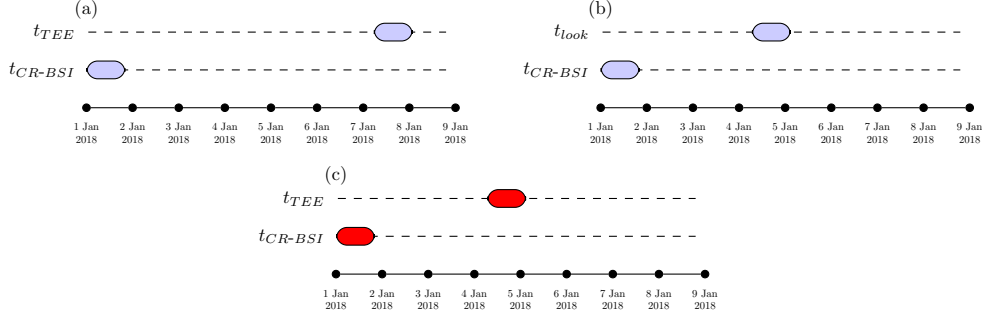 (a)
t_TEE
t_CR-BSI
1 Jan 2 Jan 3 Jan 4 Jan 5 Jan 6 Jan 7 Jan 8 Jan 9 Jan
2018 2018 2018 2018 2018 2018 2018 2018 2018
(b)
t_look
t_CR-BSI
1 Jan 2 Jan 3 Jan 4 Jan 5 Jan 6 Jan 7 Jan 8 Jan 9 Jan
2018 2018 2018 2018 2018 2018 2018 2018 2018
(c)
t_TEE
t_CR-BSI
1 Jan 2 Jan 3 Jan 4 Jan 5 Jan 6 Jan 7 Jan 8 Jan 9 Jan
2018 2018 2018 2018 2018 2018 2018 2018 2018